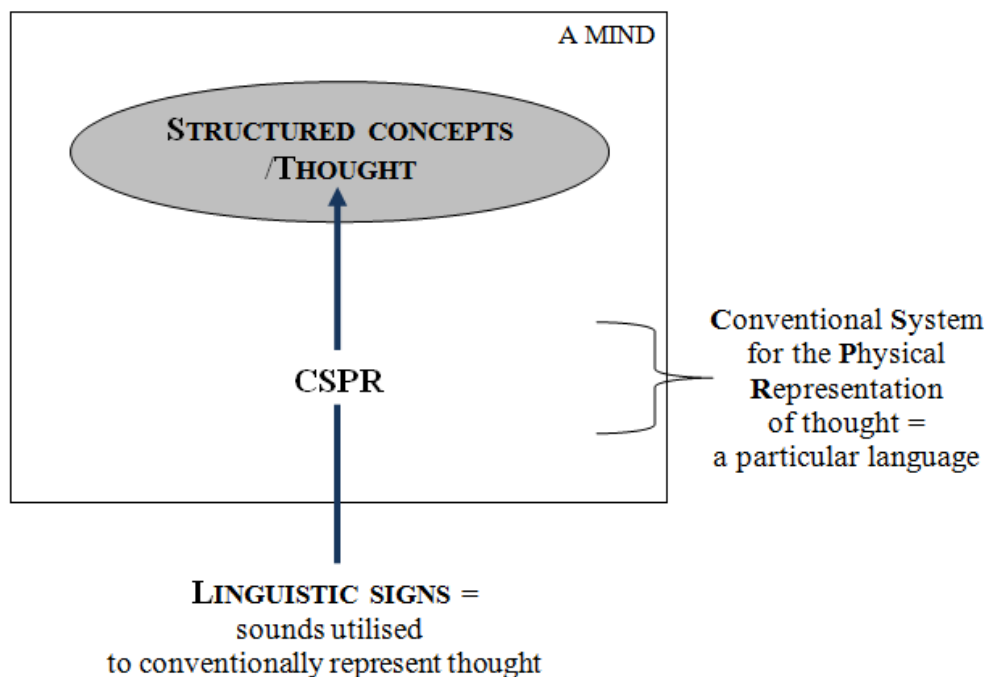 A MIND
STRUCTURED CONCEPTS
/THOUGHT
CSPR
Conventional System
for the Physical
Representation
of thought =
a particular language
LINGUISTIC SIGNS =
sounds utilised
to conventionally represent thought